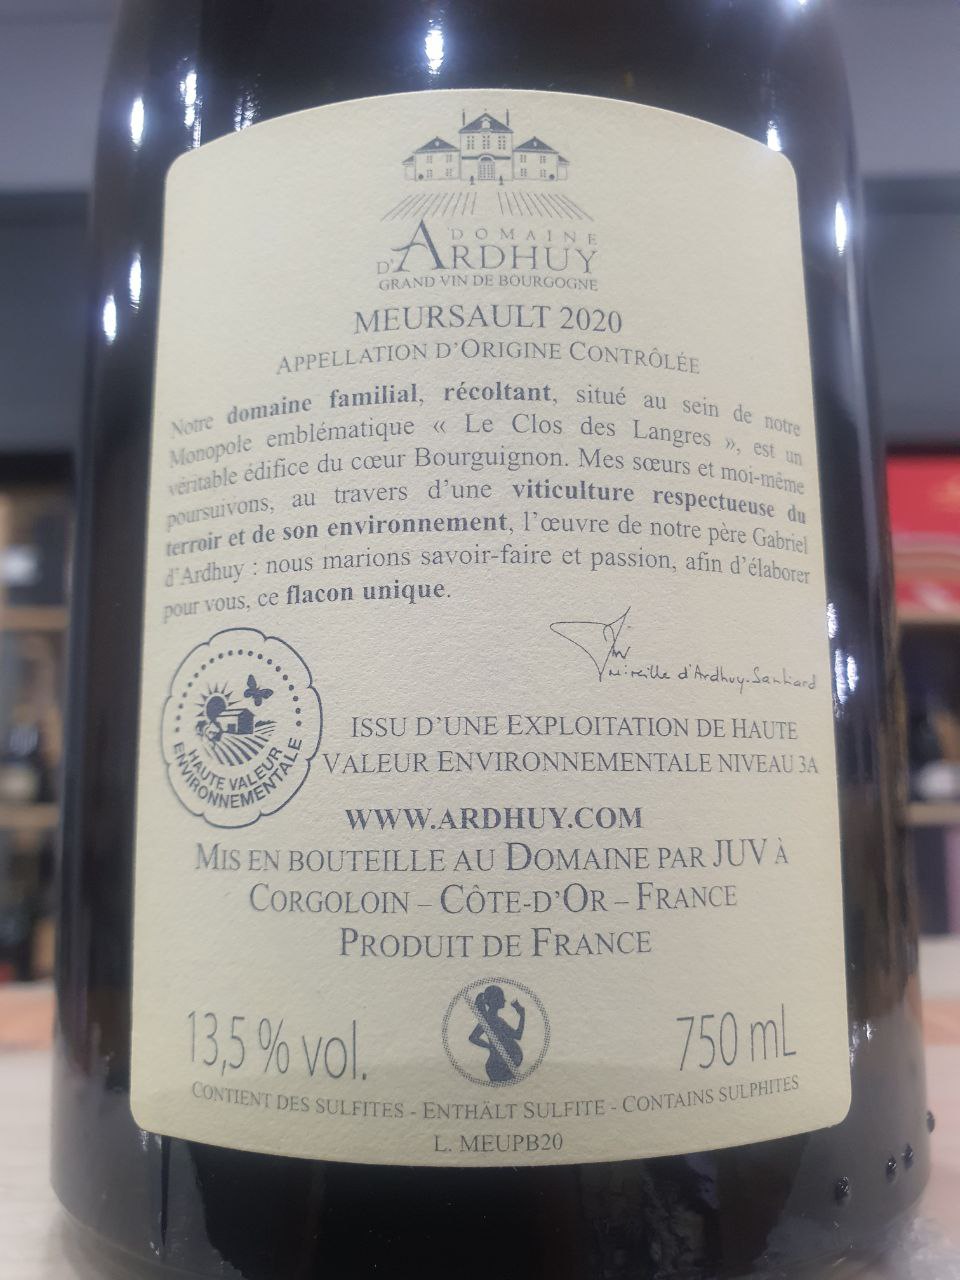 DOMAINE
D'ARDHUY
GRAND VIN DE BOURGOGNE
MEURSAULT 2020
APPELLATION D'ORIGINE CONTRÔLÉE
Notre domaine familial, récoltant, situé au sein de notre
Monopole emblématique « Le Clos des Langres », est un
véritable édifice du cœur Bourguignon. Mes sœurs et moi-même
poursuivons, au travers d'une viticulture respectueuse du
terroir et de son environnement, l'œuvre de notre père Gabriel
d'Ardhuy : nous marions savoir-faire et passion, afin d'élaborer
pour vous, ce flacon unique.
Mireille d'Ardhuy-Santiard
HAUTE VALEUR
ENVIRONNEMENTALE
ISSU D'UNE EXPLOITATION DE HAUTE
VALEUR ENVIRONNEMENTALE NIVEAU 3A
WWW.ARDHUY.COM
MIS EN BOUTEILLE AU DOMAINE PAR JUV À
CORGOLOIN – CÔTE-D'OR – FRANCE
PRODUIT DE FRANCE
13,5 % vol.
750 mL
CONTIENT DES SULFITES - ENTHÄLT SULFITE - CONTAINS SULPHITES
L. MEUPB20